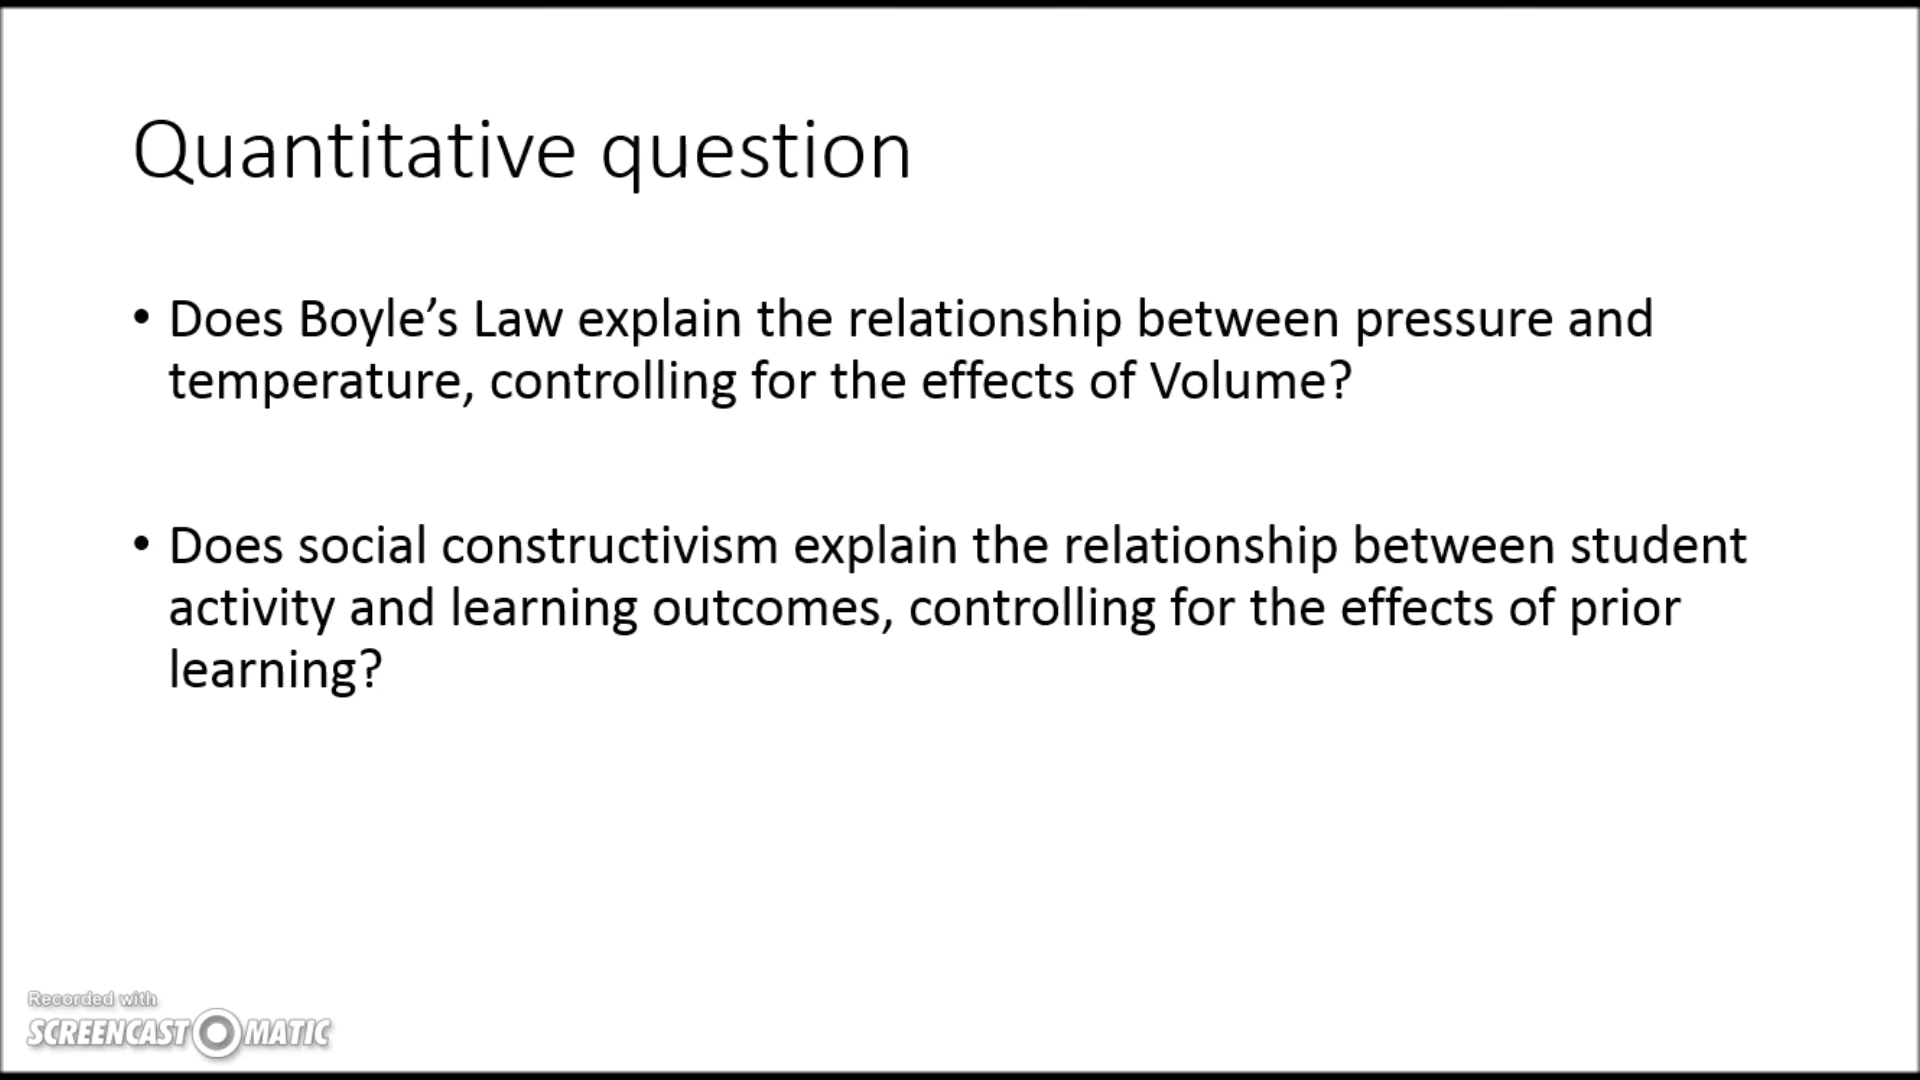 Quantitative question
• Does Boyle’s Law explain the relationship between pressure and
temperature, controlling for the effects of Volume?
• Does social constructivism explain the relationship between student
activity and learning outcomes, controlling for the effects of prior
learning?
Recorded with
SCREENCAST O MATIC